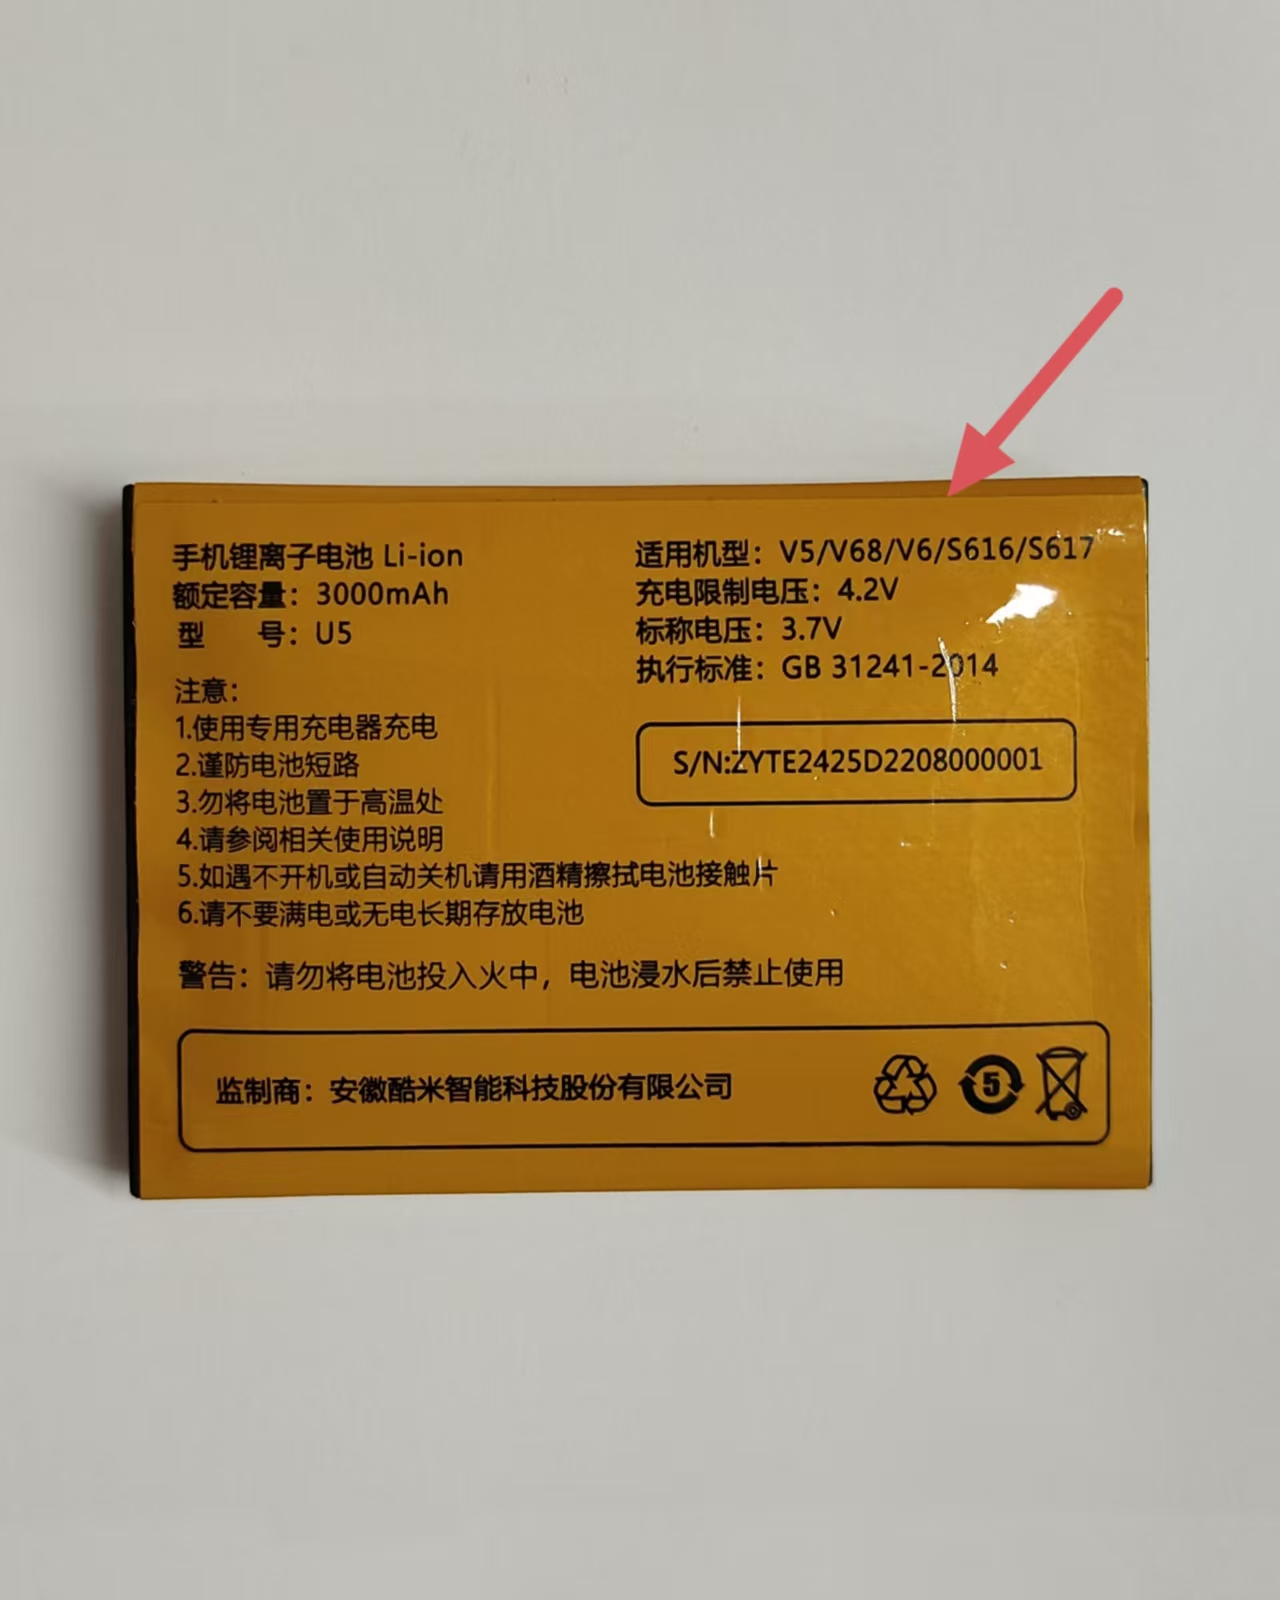 手机锂离子电池 Li-ion
额定容量：3000mAh
型 号：U5
适用机型：V5/V68/V6/S616/S617
充电限制电压：4.2V
标称电压：3.7V
执行标准：GB 31241-2014
S/N:ZYTE2425D2208000001
注意：
1.使用专用充电器充电
2.谨防电池短路
3.勿将电池置于高温处
4.请参阅相关使用说明
5.如遇不开机或自动关机请用酒精擦拭电池接触片
6.请不要满电或无电长期存放电池
警告：请勿将电池投入火中，电池浸水后禁止使用
监制商：安徽酷米智能科技股份有限公司
5